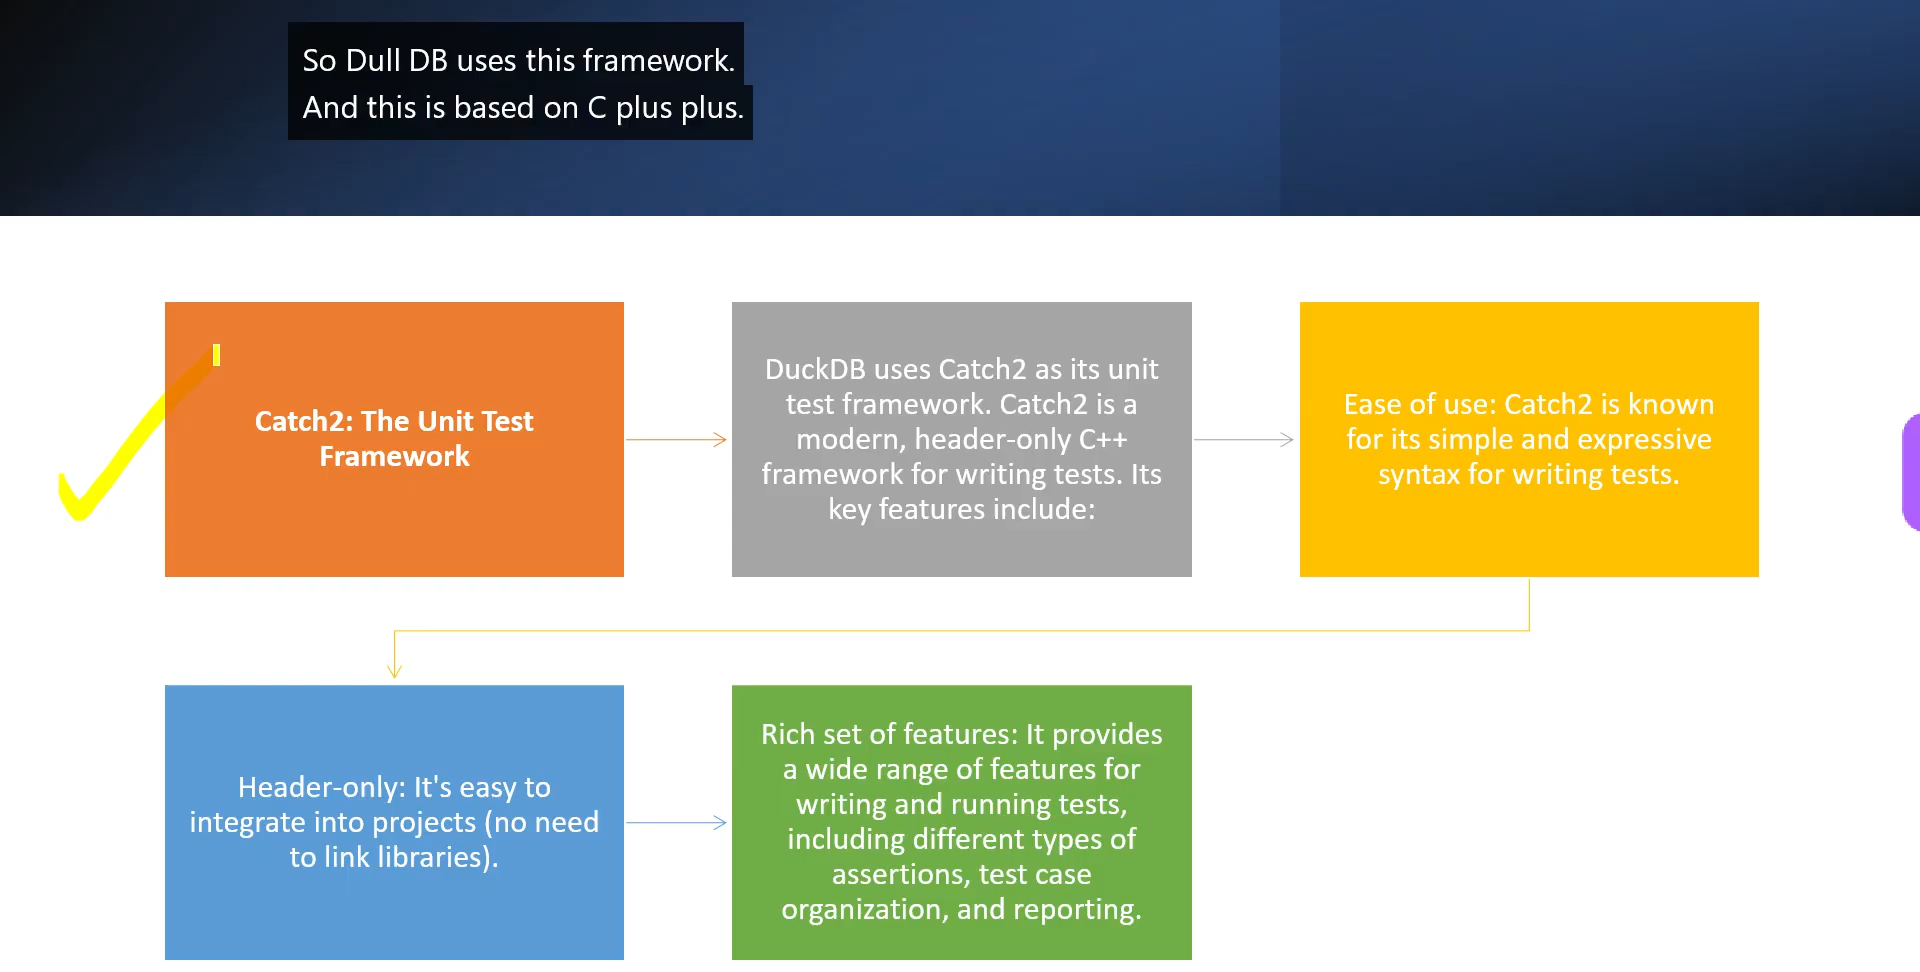 So Dull DB uses this framework.
And this is based on C plus plus.
Catch2: The Unit Test
Framework
DuckDB uses Catch2 as its unit
test framework. Catch2 is a
modern, header-only C++
framework for writing tests. Its
key features include:
Ease of use: Catch2 is known
for its simple and expressive
syntax for writing tests.
Header-only: It's easy to
integrate into projects (no need
to link libraries).
Rich set of features: It provides
a wide range of features for
writing and running tests,
including different types of
assertions, test case
organization, and reporting.